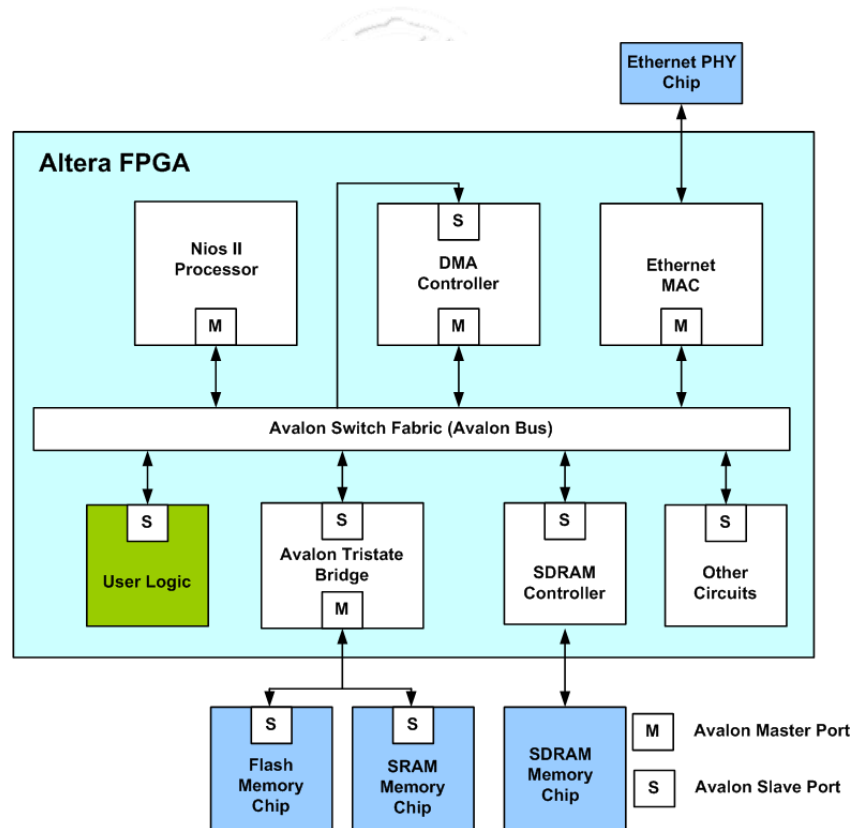 Ethernet PHY
Chip
Altera FPGA
Nios II
Processor
M
S
DMA
Controller
M
Ethernet
MAC
M
Avalon Switch Fabric (Avalon Bus)
S
User Logic
S
Avalon Tristate
Bridge
M
S
SDRAM
Controller
S
Other
Circuits
S
Flash
Memory
Chip
S
SRAM
Memory
Chip
SDRAM
Memory
Chip
M
Avalon Master Port
S
Avalon Slave Port